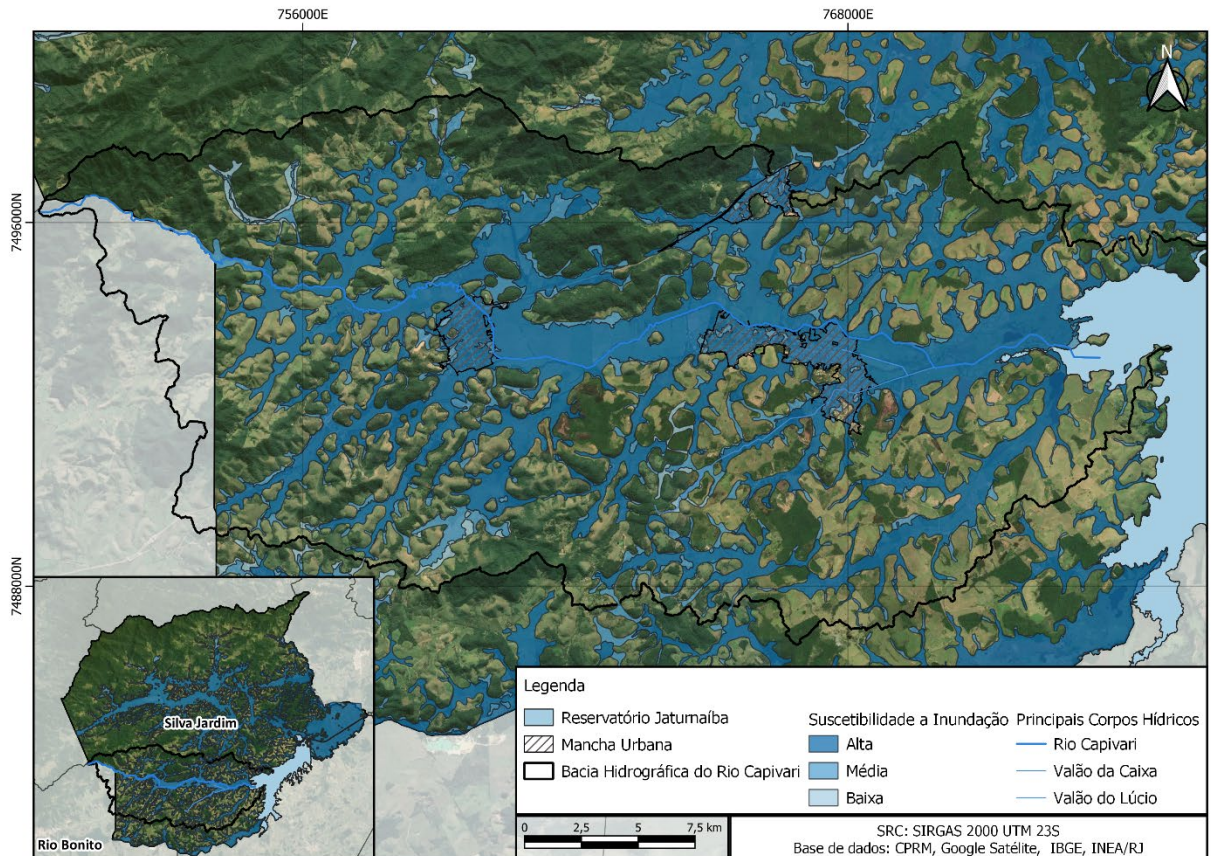 756000E
768000E
N
7496000N
7488000N
Silva Jardim
Rio Bonito
Legenda
Reservatório Jaturnaíba
Mancha Urbana
Bacia Hidrográfica do Rio Capivari
Suscetibilidade a Inundação
Alta
Média
Baixa
Principais Corpos Hídricos
Rio Capivari
Valão da Caixa
Valão do Lúcio
0 2,5 5 7,5 km
SRC: SIRGAS 2000 UTM 23S
Base de dados: CPRM, Google Satélite, IBGE, INEA/RJ